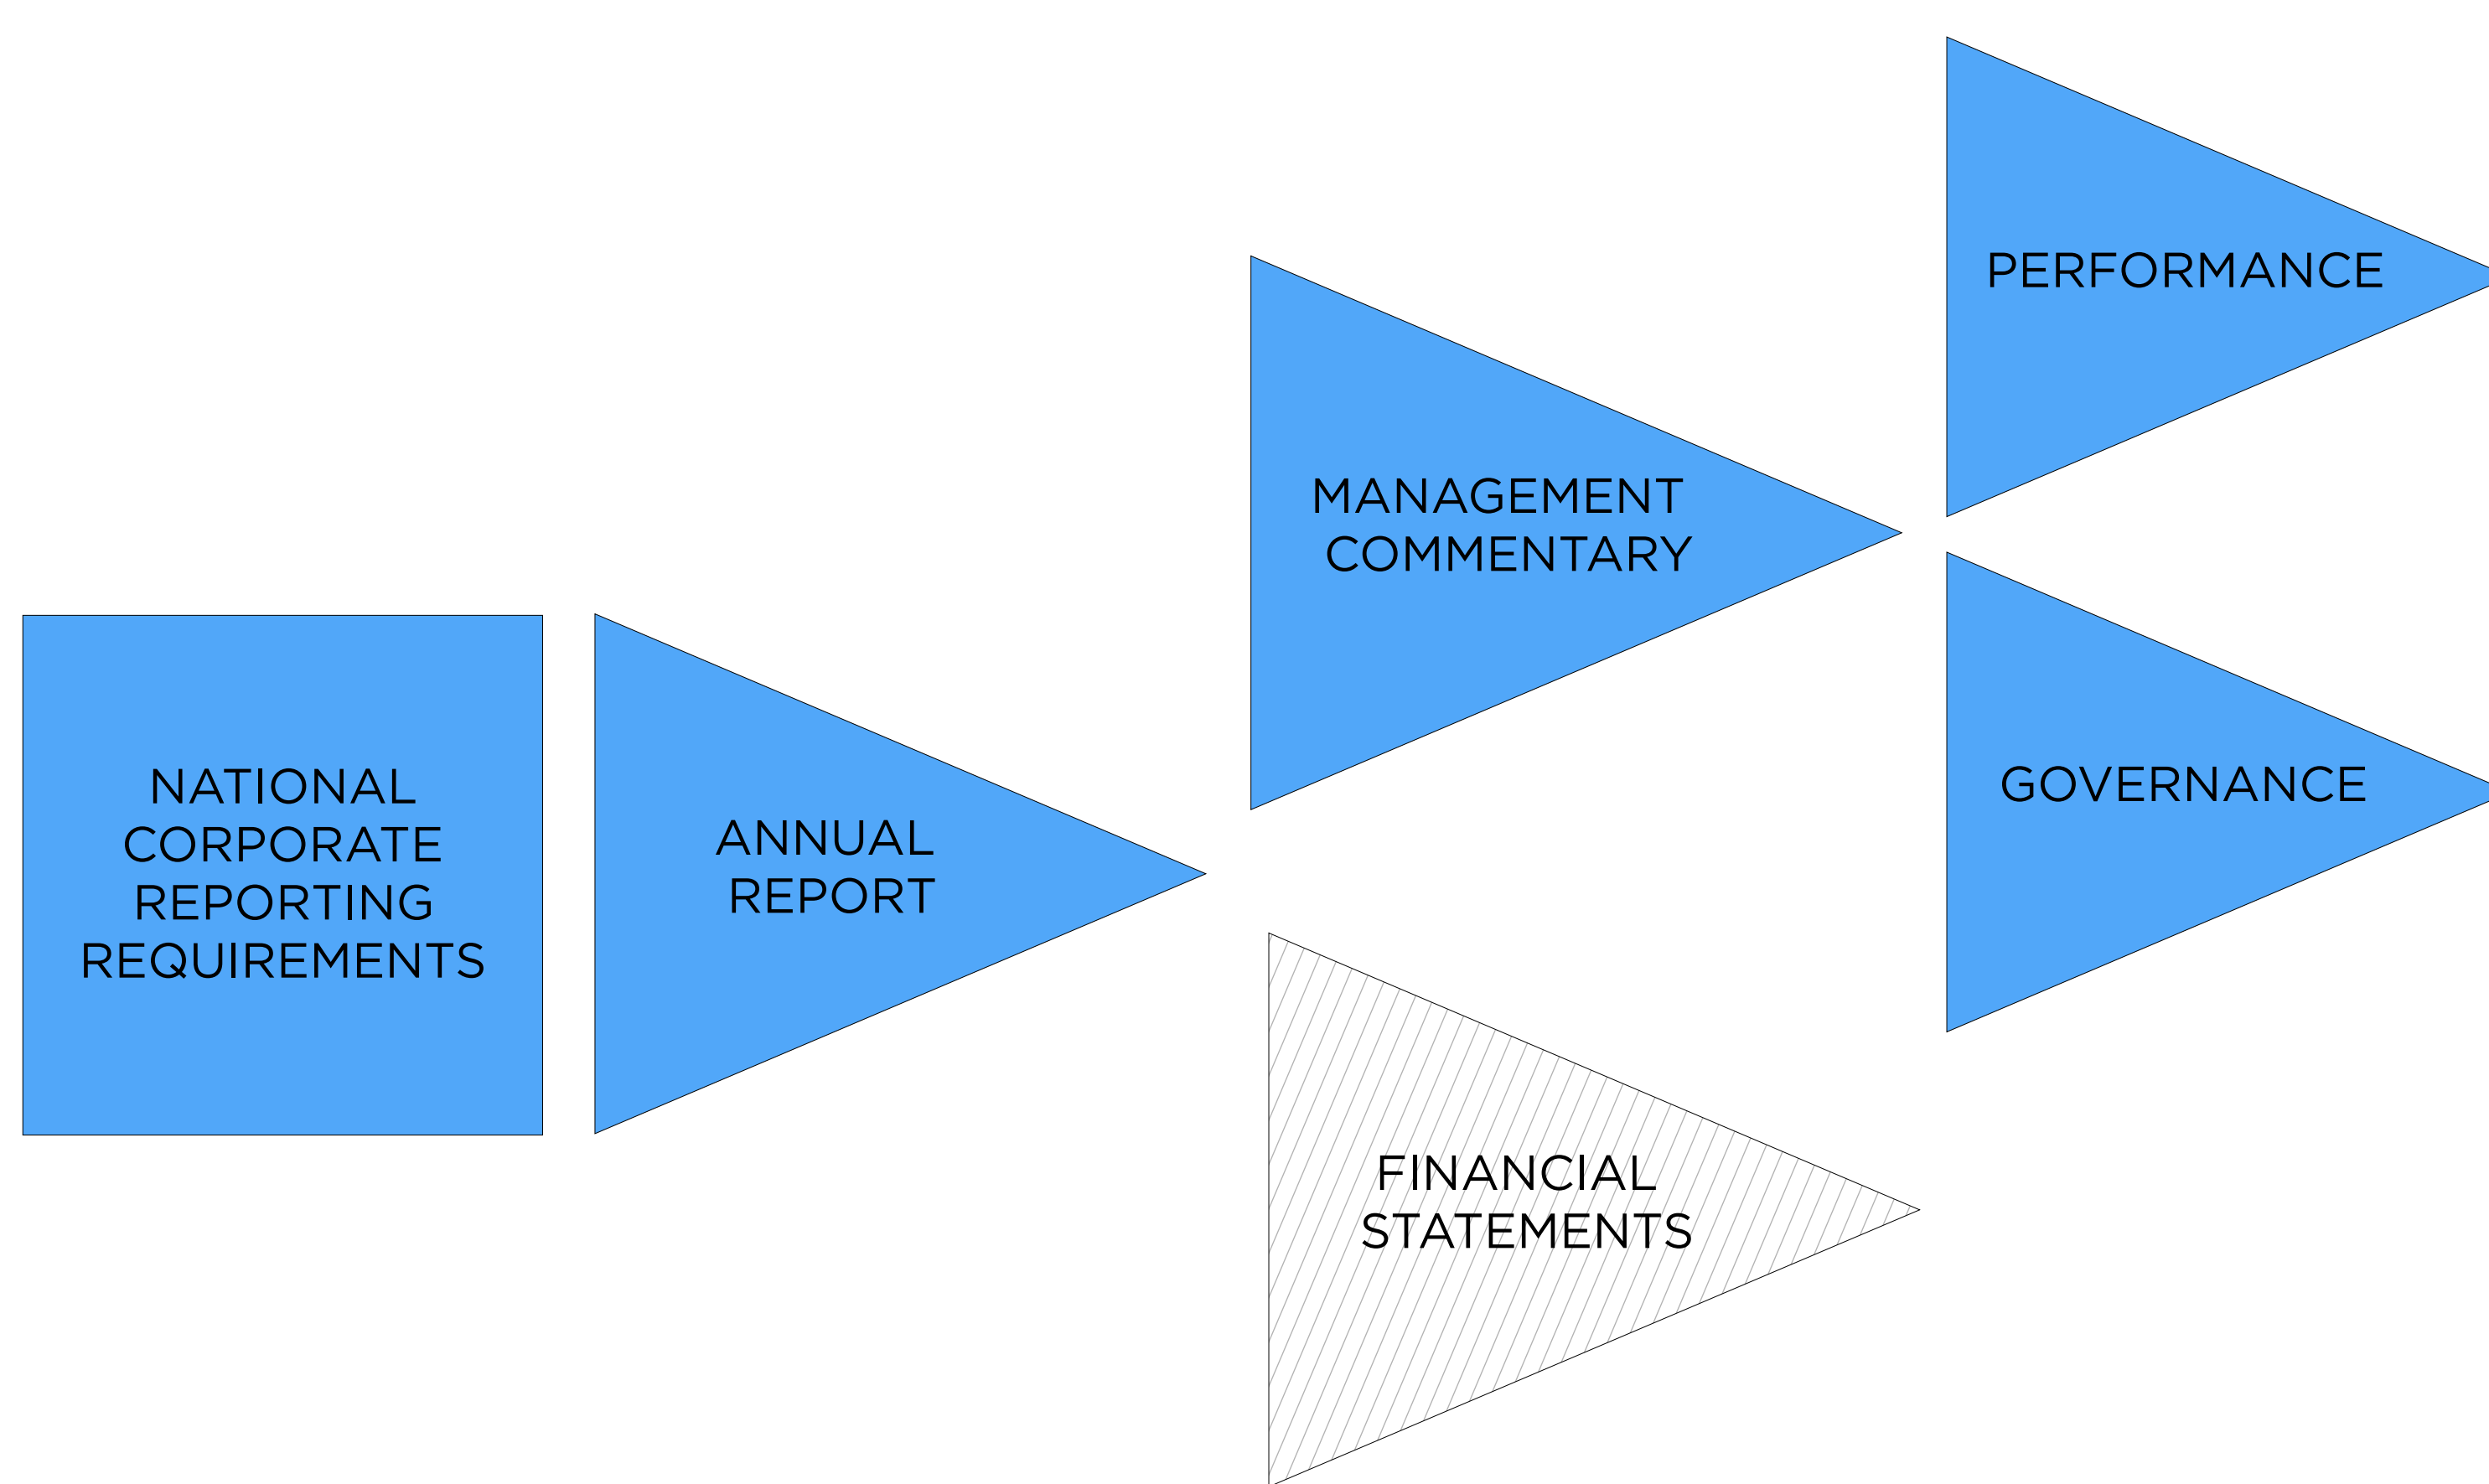 NATIONAL
CORPORATE
REPORTING
REQUIREMENTS
ANNUAL
REPORT
MANAGEMENT
COMMENTARY
FINANCIAL
STATEMENTS
PERFORMANCE
GOVERNANCE